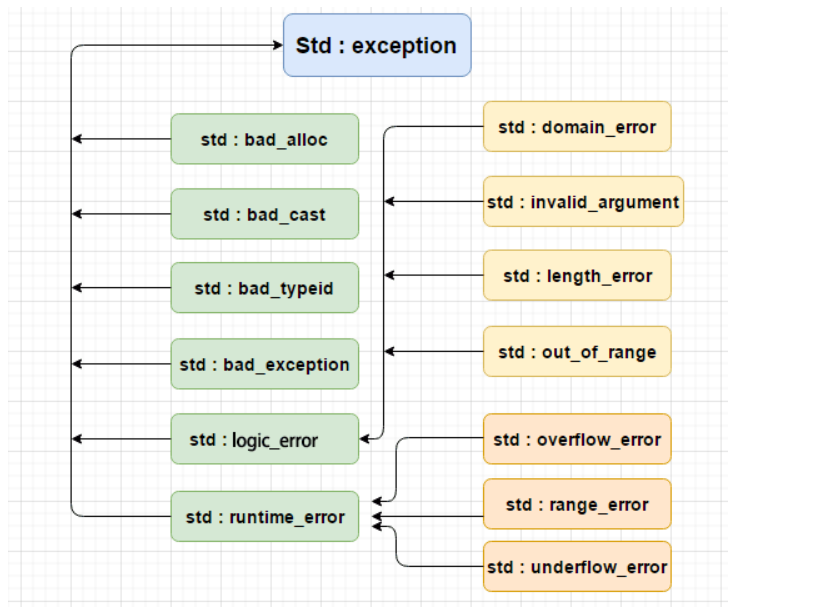 Std : exception
std : bad_alloc
std : bad_cast
std : bad_typeid
std : bad_exception
std : logic_error
std : runtime_error
std : domain_error
std : invalid_argument
std : length_error
std : out_of_range
std : overflow_error
std : range_error
std : underflow_error